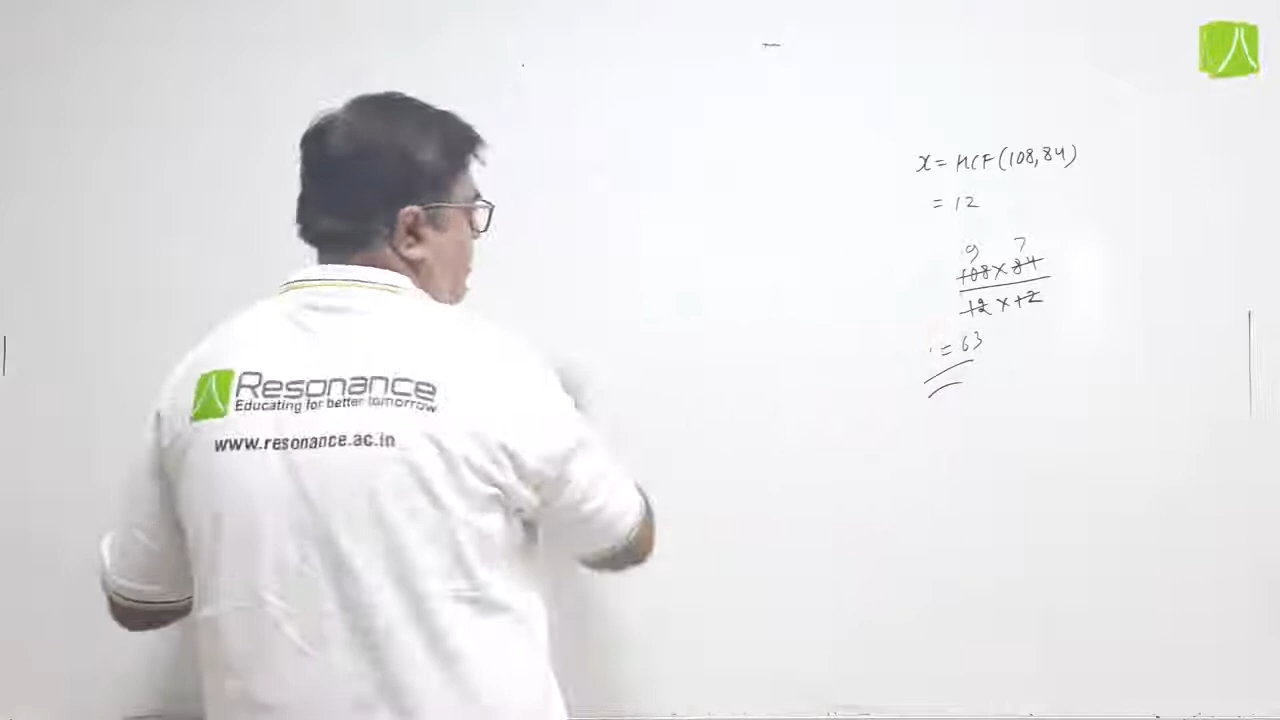 x = HCF(108,84)
= 12
9 7
108 x 84
12 x 12
= 63
Resonance
Educating for better tomorrow
www.resonance.ac.in